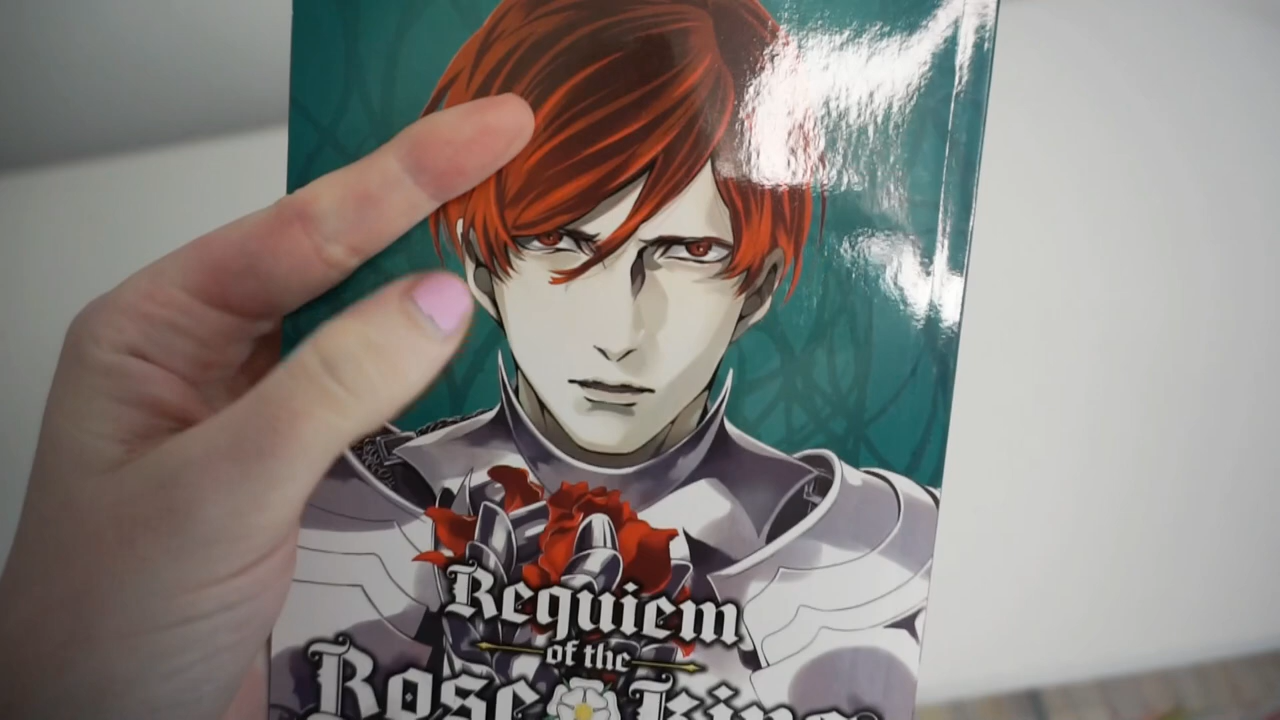 Requiem
of the
Rose King